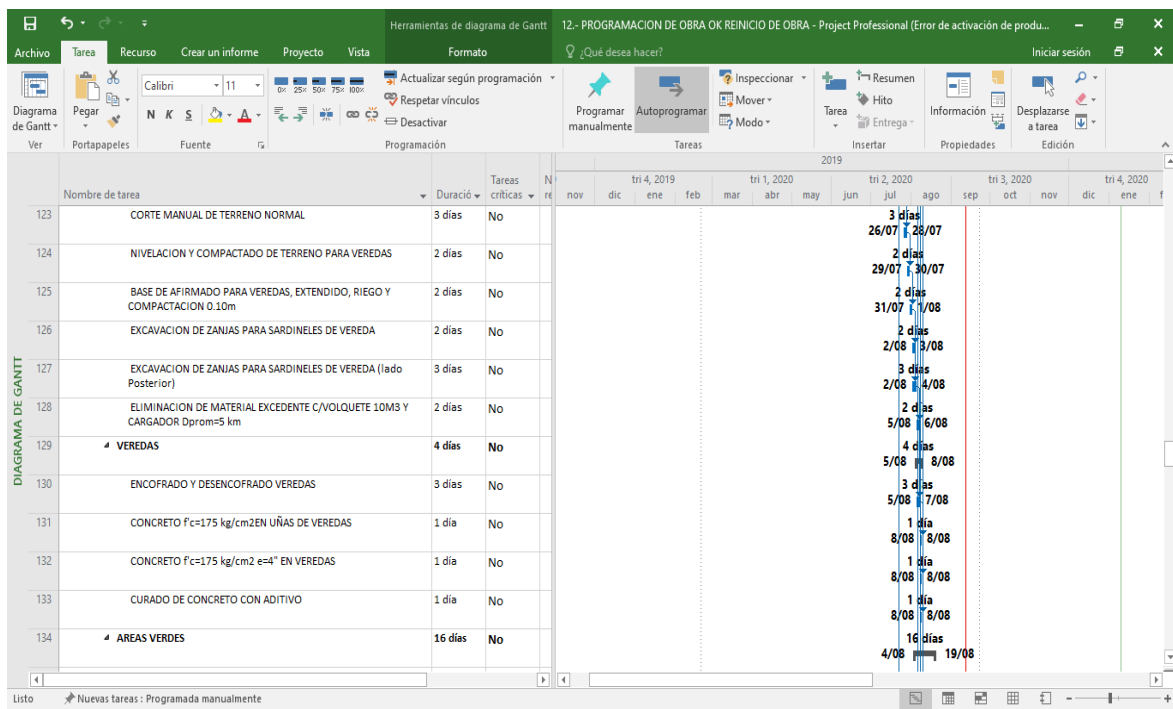 Herramientas de diagrama de Gantt 12.- PROGRAMACION DE OBRA OK REINICIO DE OBRA - Project Professional (Error de activación de produ...
Archivo Tarea Recurso Crear un informe Proyecto Vista Formato ¿Qué desea hacer? Iniciar sesión
Diagrama de Gantt
Ver
Pegar
Portapapeles
Calibri 11
N K S A
Fuente
0% 25% 50% 75% 100%
Actualizar según programación
Respetar vínculos
Desactivar
Programación
Programar manualmente
Autoprogramar
Inspeccionar
Mover
Modo
Tareas
Tarea
Resumen
Hito
Entrega
Insertar
Información
Propiedades
Desplazarse a tarea
Edición
2019
tri 4, 2019 tri 1, 2020 tri 2, 2020 tri 3, 2020 tri 4, 2020
Nombre de tarea Duració Tareas críticas N re
nov dic ene feb mar abr may jun jul ago sep oct nov dic ene f
DIAGRAMA DE GANTT
123 CORTE MANUAL DE TERRENO NORMAL 3 días No
3 días
26/07 28/07
124 NIVELACION Y COMPACTADO DE TERRENO PARA VEREDAS 2 días No
2 días
29/07 30/07
125 BASE DE AFIRMADO PARA VEREDAS, EXTENDIDO, RIEGO Y
COMPACTACION 0.10m 2 días No
2 días
31/07 1/08
126 EXCAVACION DE ZANJAS PARA SARDINELES DE VEREDA 2 días No
2 días
2/08 3/08
127 EXCAVACION DE ZANJAS PARA SARDINELES DE VEREDA (lado
Posterior) 3 días No
3 días
2/08 4/08
128 ELIMINACION DE MATERIAL EXCEDENTE C/VOLQUETE 10M3 Y
CARGADOR Dprom=5 km 2 días No
2 días
5/08 6/08
129 VEREDAS 4 días No
4 días
5/08 8/08
130 ENCOFRADO Y DESENCOFRADO VEREDAS 3 días No
3 días
5/08 7/08
131 CONCRETO f'c=175 kg/cm2EN UÑAS DE VEREDAS 1 día No
1 día
8/08 8/08
132 CONCRETO f'c=175 kg/cm2 e=4" EN VEREDAS 1 día No
1 día
8/08 8/08
133 CURADO DE CONCRETO CON ADITIVO 1 día No
1 día
8/08 8/08
134 AREAS VERDES 16 días No
16 días
4/08 19/08
Listo Nuevas tareas : Programada manualmente